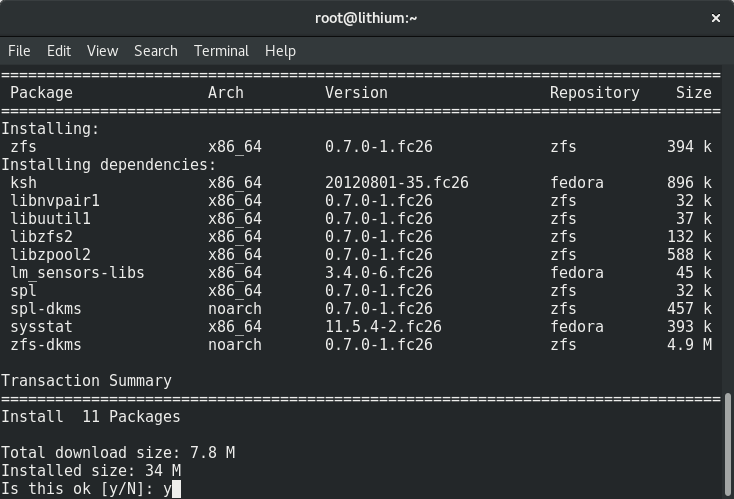 root@lithium:~ ×
File Edit View Search Terminal Help
================================================================================
 Package               Arch         Version                  Repository    Size
================================================================================
Installing:
 zfs                   x86_64       0.7.0-1.fc26             zfs          394 k
Installing dependencies:
 ksh                   x86_64       20120801-35.fc26         fedora       896 k
 libnvpair1            x86_64       0.7.0-1.fc26             zfs           32 k
 libuutil1             x86_64       0.7.0-1.fc26             zfs           37 k
 libzfs2               x86_64       0.7.0-1.fc26             zfs          132 k
 libzpool2             x86_64       0.7.0-1.fc26             zfs          588 k
 lm_sensors-libs       x86_64       3.4.0-6.fc26             fedora        45 k
 spl                   x86_64       0.7.0-1.fc26             zfs           32 k
 spl-dkms              noarch       0.7.0-1.fc26             zfs          457 k
 sysstat               x86_64       11.5.4-2.fc26            fedora       393 k
 zfs-dkms              noarch       0.7.0-1.fc26             zfs          4.9 M
Transaction Summary
================================================================================
Install  11 Packages
Total download size: 7.8 M
Installed size: 34 M
Is this ok [y/N]: y